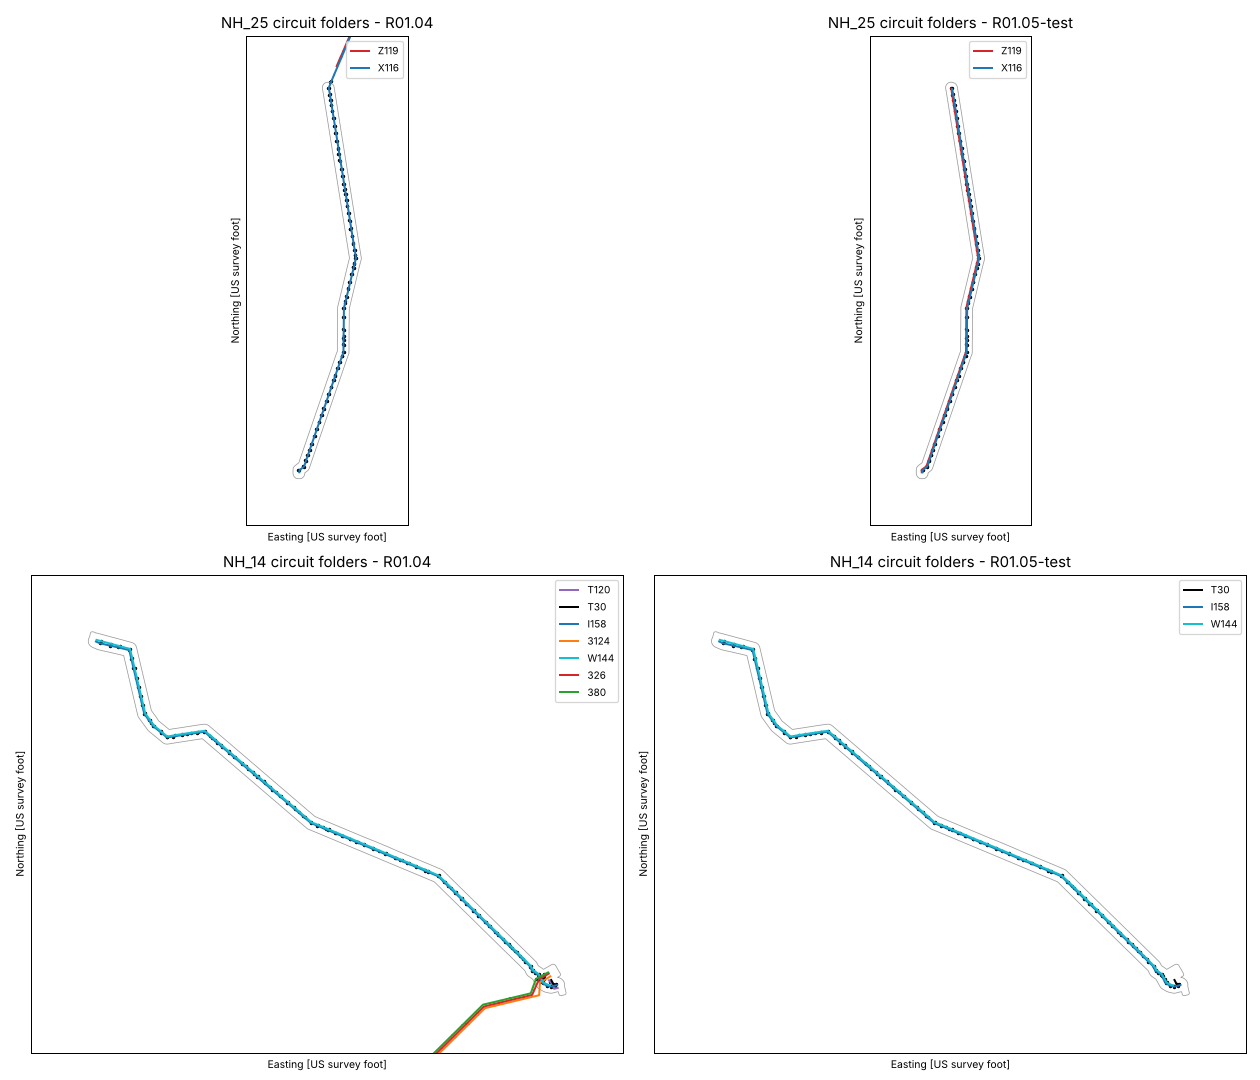 NH_25 circuit folders - R01.04
Z119
X116
Northing [US survey foot]
Easting [US survey foot]
NH_25 circuit folders - R01.05-test
Z119
X116
Northing [US survey foot]
Easting [US survey foot]
NH_14 circuit folders - R01.04
T120
T30
I158
3124
W144
326
380
Northing [US survey foot]
Easting [US survey foot]
NH_14 circuit folders - R01.05-test
T30
I158
W144
Northing [US survey foot]
Easting [US survey foot]